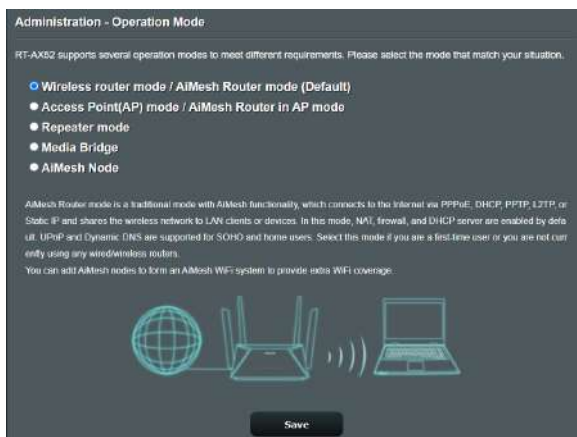 Administration - Operation Mode
RT-AX52 supports several operation modes to meet different requirements. Please select the mode that match your situation.
Wireless router mode / AiMesh Router mode (Default)
Access Point(AP) mode / AiMesh Router in AP mode
Repeater mode
Media Bridge
AiMesh Node
AiMesh Router mode is a traditional mode with AiMesh functionality, which connects to the Internet via PPPoE, DHCP, PPTP, L2TP, or
Static IP and shares the wireless network to LAN clients or devices. In this mode, NAT, firewall, and DHCP server are enabled by defa
ult. UPnP and Dynamic DNS are supported for SOHO and home users. Select this mode if you are a first-time user or you are not curr
ently using any wired/wireless routers.
You can add AiMesh nodes to form an AiMesh WiFi system to provide extra WiFi coverage.
Save